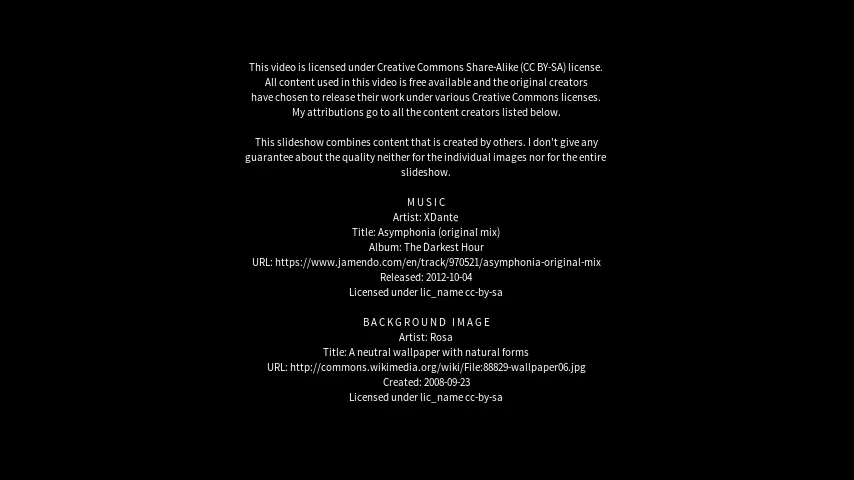 This video is licensed under Creative Commons Share-Alike (CC BY-SA) license.
All content used in this video is free available and the original creators
have chosen to release their work under various Creative Commons licenses.
My attributions go to all the content creators listed below.
This slideshow combines content that is created by others. I don't give any
guarantee about the quality neither for the individual images nor for the entire
slideshow.
MUSIC
Artist: XDante
Title: Asymphonia (original mix)
Album: The Darkest Hour
URL: https://www.jamendo.com/en/track/970521/asymphonia-original-mix
Released: 2012-10-04
Licensed under lic_name cc-by-sa
BACKGROUND IMAGE
Artist: Rosa
Title: A neutral wallpaper with natural forms
URL: http://commons.wikimedia.org/wiki/File:88829-wallpaper06.jpg
Created: 2008-09-23
Licensed under lic_name cc-by-sa